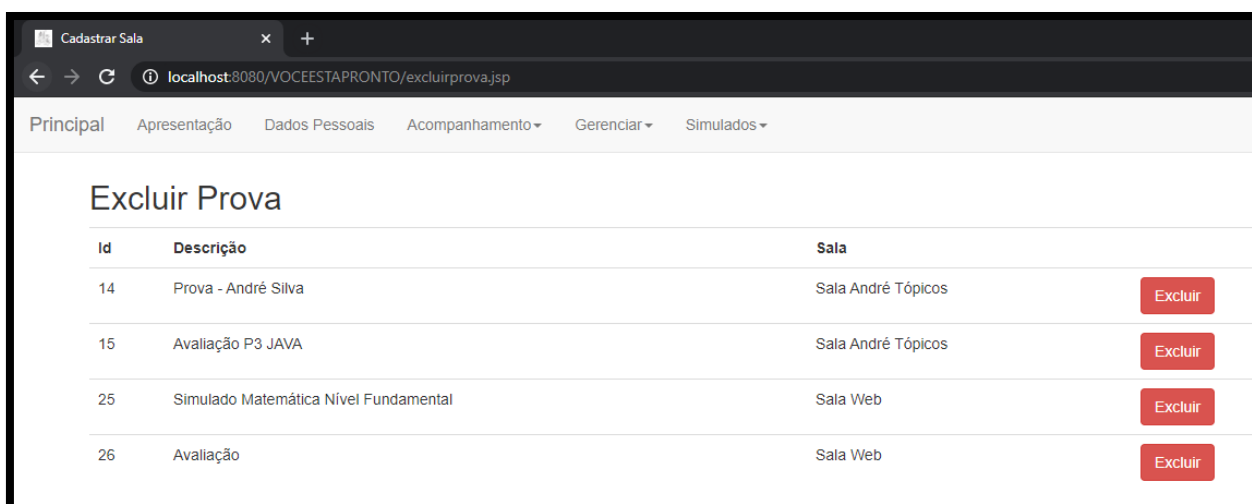 Cadastrar Sala
localhost:8080/VOCEESTAPRONTO/excluirprova.jsp
Principal Apresentação Dados Pessoais Acompanhamento Gerenciar Simulados
Excluir Prova
Id Descrição Sala
14 Prova - André Silva Sala André Tópicos Excluir
15 Avaliação P3 JAVA Sala André Tópicos Excluir
25 Simulado Matemática Nível Fundamental Sala Web Excluir
26 Avaliação Sala Web Excluir